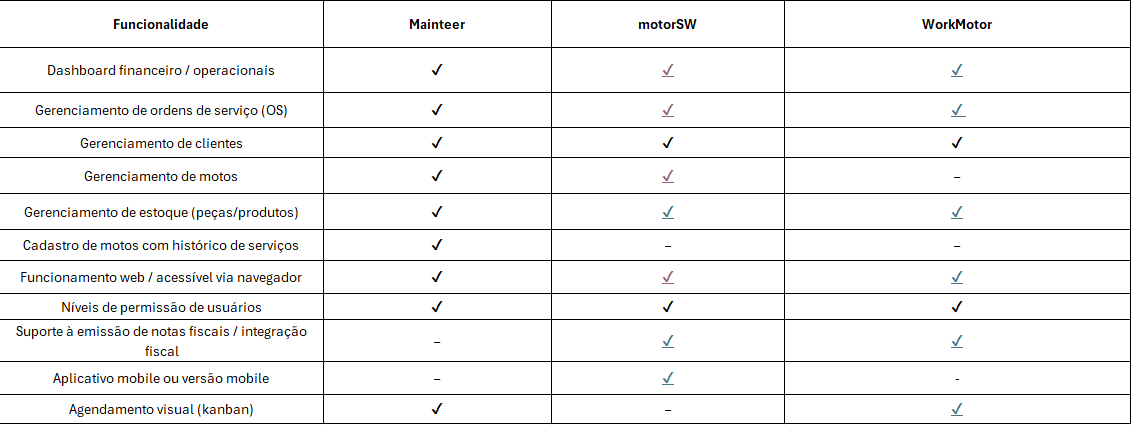 Funcionalidade Mainteer motorSW WorkMotor
Dashboard financeiro / operacionais ✓ ✓ ✓
Gerenciamento de ordens de serviço (OS) ✓ ✓ ✓
Gerenciamento de clientes ✓ ✓ ✓
Gerenciamento de motos ✓ ✓ –
Gerenciamento de estoque (peças/produtos) ✓ ✓ ✓
Cadastro de motos com histórico de serviços ✓ – –
Funcionamento web / acessível via navegador ✓ ✓ ✓
Níveis de permissão de usuários ✓ ✓ ✓
Suporte à emissão de notas fiscais / integração
fiscal – ✓ ✓
Aplicativo mobile ou versão mobile – ✓ -
Agendamento visual (kanban) ✓ – ✓